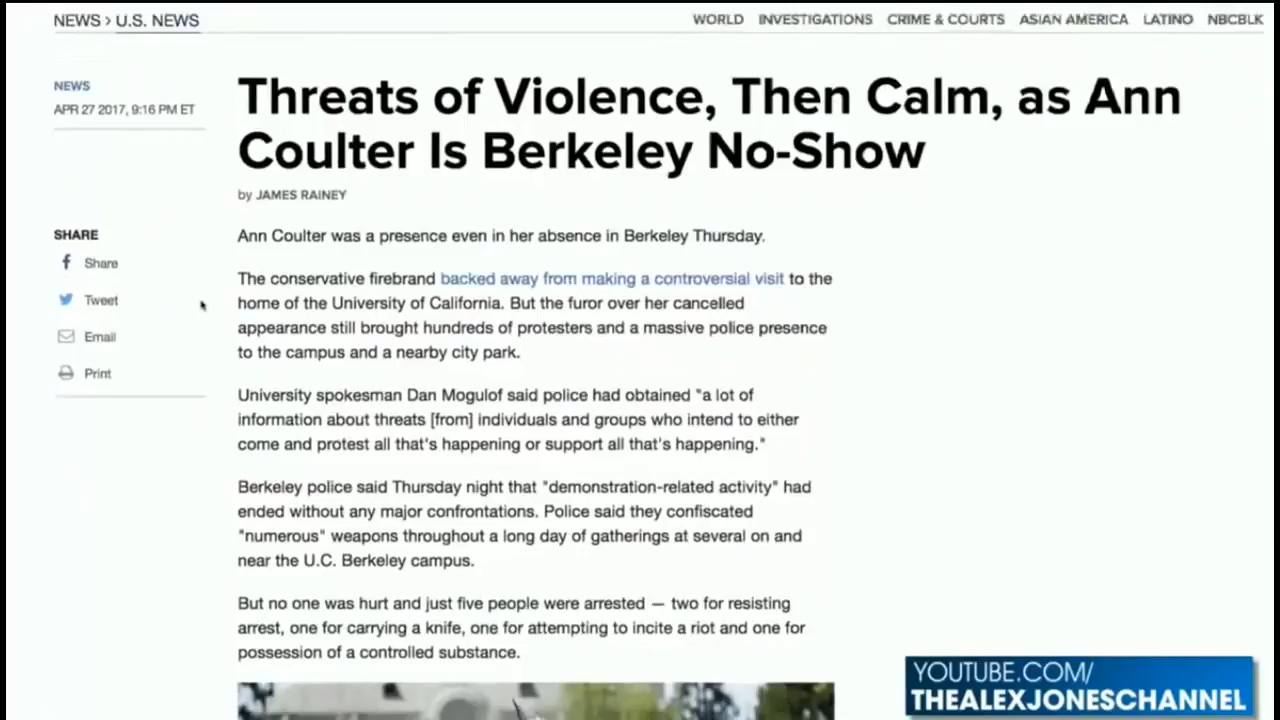 NEWS > U.S. NEWS
WORLD INVESTIGATIONS CRIME & COURTS ASIAN AMERICA LATINO NBCBLK
NEWS
APR 27 2017, 9:16 PM ET
Threats of Violence, Then Calm, as Ann
Coulter Is Berkeley No-Show
by JAMES RAINEY
SHARE
Share
Tweet
Email
Print
Ann Coulter was a presence even in her absence in Berkeley Thursday.
The conservative firebrand backed away from making a controversial visit to the
home of the University of California. But the furor over her cancelled
appearance still brought hundreds of protesters and a massive police presence
to the campus and a nearby city park.
University spokesman Dan Mogulof said police had obtained "a lot of
information about threats [from] individuals and groups who intend to either
come and protest all that's happening or support all that's happening."
Berkeley police said Thursday night that "demonstration-related activity" had
ended without any major confrontations. Police said they confiscated
"numerous" weapons throughout a long day of gatherings at several on and
near the U.C. Berkeley campus.
But no one was hurt and just five people were arrested — two for resisting
arrest, one for carrying a knife, one for attempting to incite a riot and one for
possession of a controlled substance.
YOUTUBE.COM/
THEALEXJONESCHANNEL